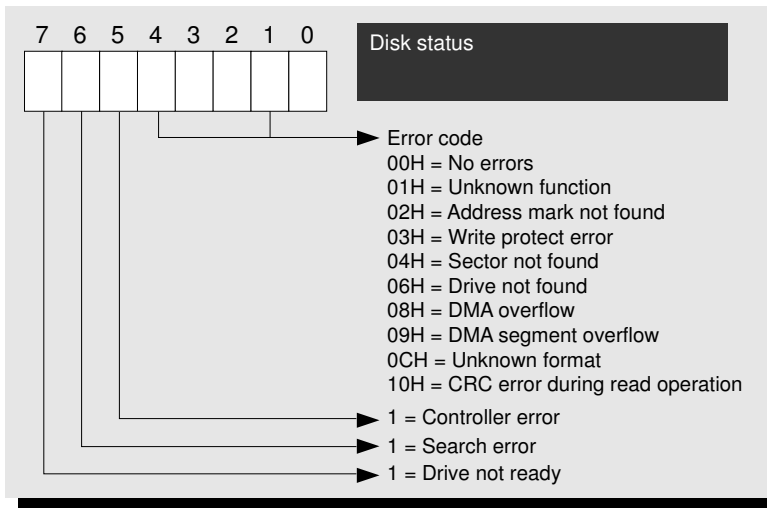 7 6 5 4 3 2 1 0
Disk status
Error code
00H = No errors
01H = Unknown function
02H = Address mark not found
03H = Write protect error
04H = Sector not found
06H = Drive not found
08H = DMA overflow
09H = DMA segment overflow
0CH = Unknown format
10H = CRC error during read operation
1 = Controller error
1 = Search error
1 = Drive not ready